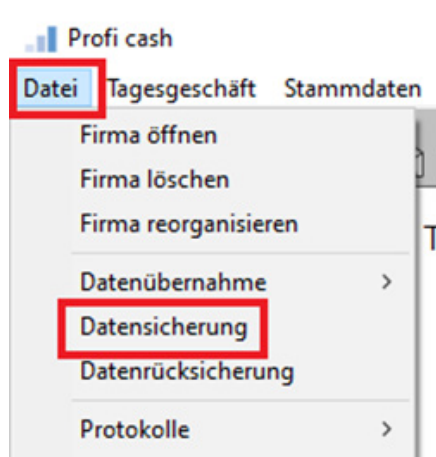 Profi cash
Datei Tagesgeschäft Stammdaten
Firma öffnen
Firma löschen
Firma reorganisieren
Datenübernahme >
Datensicherung
Datenrücksicherung
Protokolle >